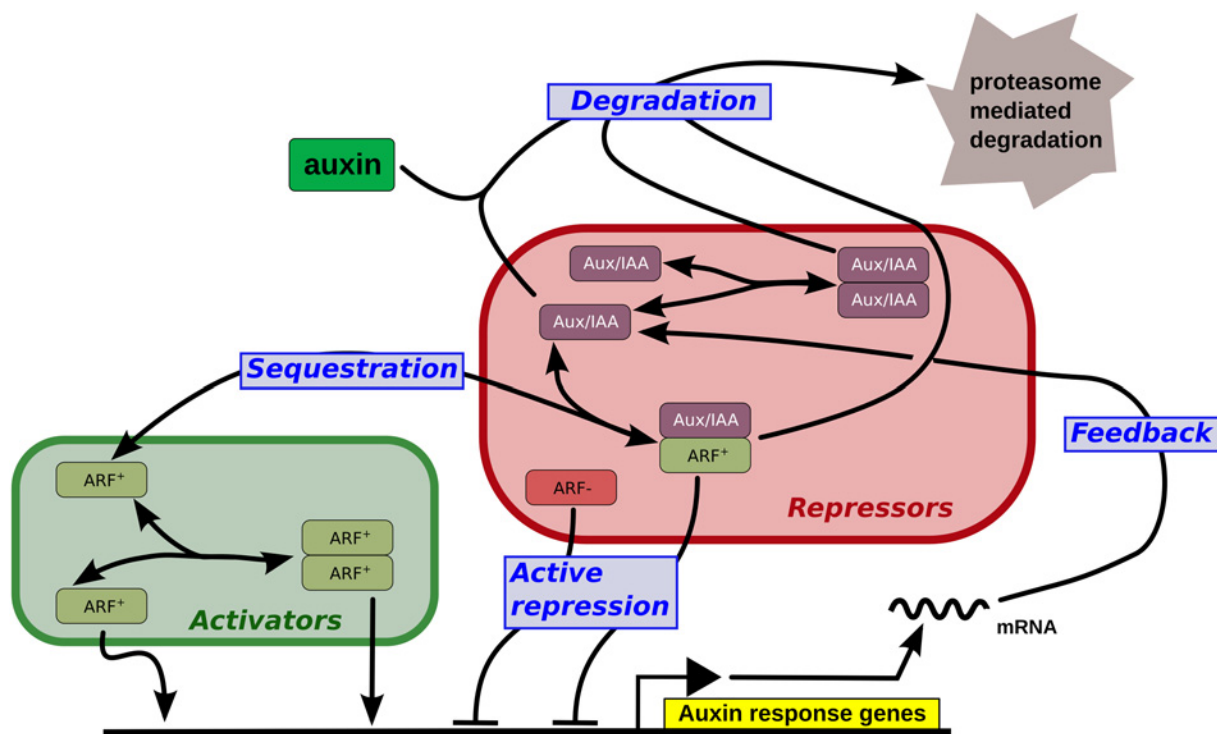 Degradation
proteasome
mediated
degradation
auxin
Aux/IAA
Aux/IAA
Aux/IAA
Aux/IAA
Sequestration
Aux/IAA
ARF+
Feedback
ARF+
ARF-
Repressors
ARF+
ARF+
ARF+
Activators
Active
repression
mRNA
Auxin response genes